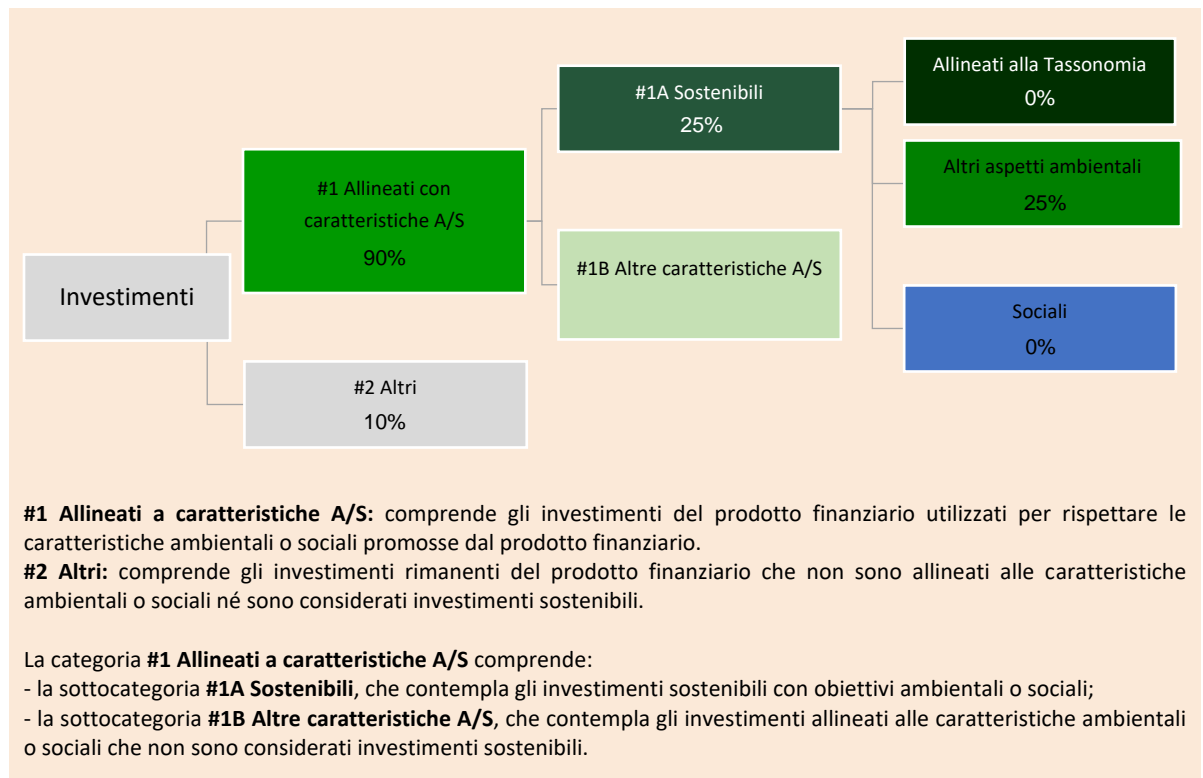 Allineati alla Tassonomia
0%
#1A Sostenibili
25%
Altri aspetti ambientali
25%
#1 Allineati con
caratteristiche A/S
90%
#1B Altre caratteristiche A/S
Investimenti
Sociali
0%
#2 Altri
10%
#1 Allineati a caratteristiche A/S: comprende gli investimenti del prodotto finanziario utilizzati per rispettare le
caratteristiche ambientali o sociali promosse dal prodotto finanziario.
#2 Altri: comprende gli investimenti rimanenti del prodotto finanziario che non sono allineati alle caratteristiche
ambientali o sociali né sono considerati investimenti sostenibili.
La categoria #1 Allineati a caratteristiche A/S comprende:
- la sottocategoria #1A Sostenibili, che contempla gli investimenti sostenibili con obiettivi ambientali o sociali;
- la sottocategoria #1B Altre caratteristiche A/S, che contempla gli investimenti allineati alle caratteristiche ambientali
o sociali che non sono considerati investimenti sostenibili.